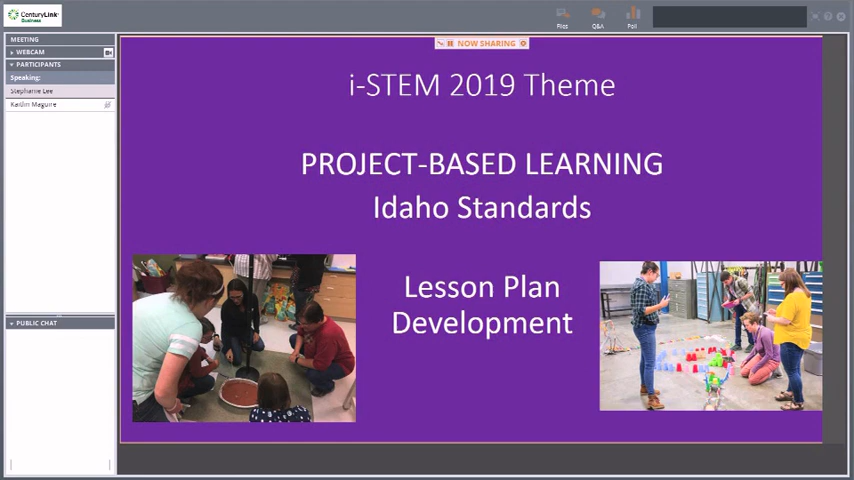 CenturyLink
Business
Files
Q&A
Poll
MEETING
WEBCAM
PARTICIPANTS
Speaking:
Stephanie Lee
Kaitlin Maguire
PUBLIC CHAT
NOW SHARING
i-STEM 2019 Theme
PROJECT-BASED LEARNING
Idaho Standards
Lesson Plan
Development